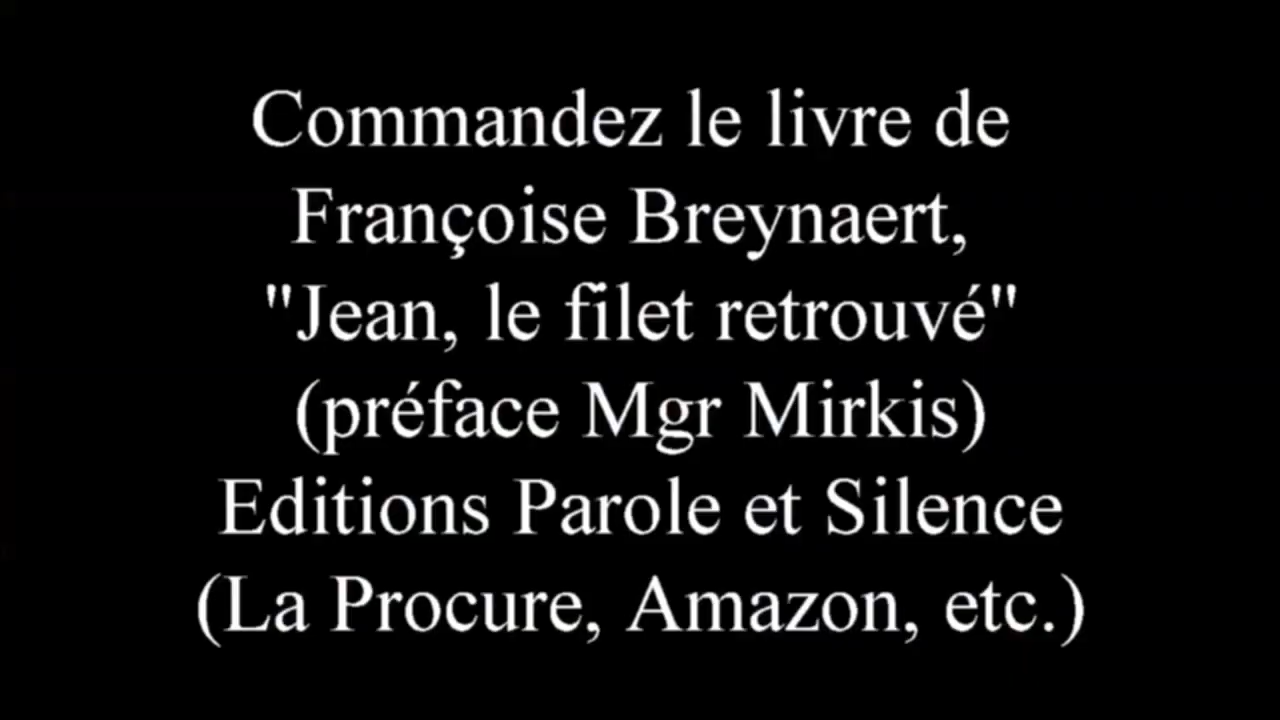 Commandez le livre de
Françoise Breynaert,
"Jean, le filet retrouvé"
(préface Mgr Mirkis)
Editions Parole et Silence
(La Procure, Amazon, etc.)